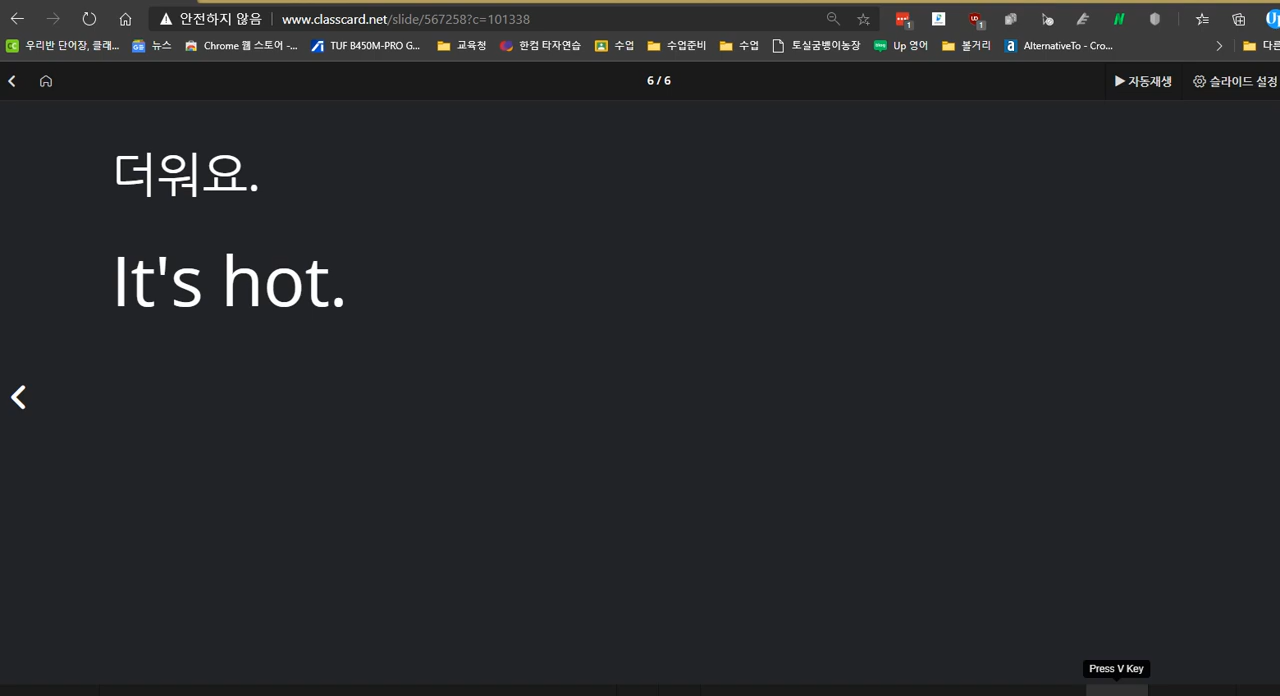 안전하지 않음 www.classcard.net/slide/567258?c=101338
우리반 단어장, 클래... 뉴스 Chrome 웹 스토어 -... TUF B450M-PRO G... 교육청 한컴 타자연습 수업 수업준비 수업 토실굼벵이농장 Up 영어 볼거리 AlternativeTo - Cro... 다른
6 / 6 자동재생 슬라이드 설정
더워요.
It's hot.
Press V Key